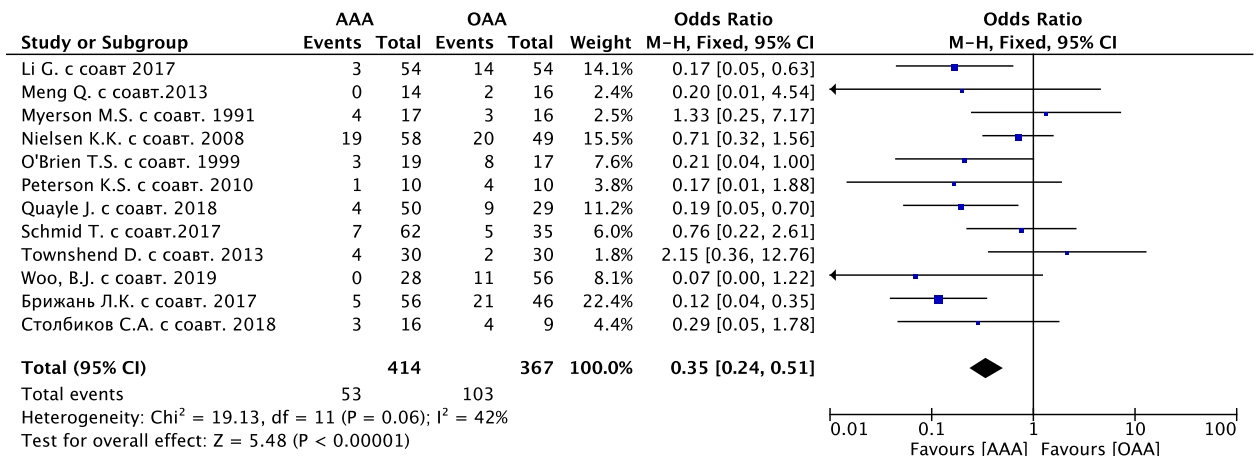 AAA OAA Odds Ratio Odds Ratio
Study or Subgroup Events Total Events Total Weight M-H, Fixed, 95% CI M-H, Fixed, 95% CI
Li G. с соавт 2017 3 54 14 54 14.1% 0.17 [0.05, 0.63]
Meng Q. с соавт.2013 0 14 2 16 2.4% 0.20 [0.01, 4.54]
Myerson M.S. с соавт. 1991 4 17 3 16 2.5% 1.33 [0.25, 7.17]
Nielsen K.K. с соавт. 2008 19 58 20 49 15.5% 0.71 [0.32, 1.56]
O'Brien T.S. с соавт. 1999 3 19 8 17 7.6% 0.21 [0.04, 1.00]
Peterson K.S. с соавт. 2010 1 10 4 10 3.8% 0.17 [0.01, 1.88]
Quayle J. с соавт. 2018 4 50 9 29 11.2% 0.19 [0.05, 0.70]
Schmid T. с соавт.2017 7 62 5 35 6.0% 0.76 [0.22, 2.61]
Townshend D. с соавт. 2013 4 30 2 30 1.8% 2.15 [0.36, 12.76]
Woo, B.J. с соавт. 2019 0 28 11 56 8.1% 0.07 [0.00, 1.22]
Брижань Л.К. с соавт. 2017 5 56 21 46 22.4% 0.12 [0.04, 0.35]
Столбиков С.А. с соавт. 2018 3 16 4 9 4.4% 0.29 [0.05, 1.78]
Total (95% CI) 414 367 100.0% 0.35 [0.24, 0.51]
Total events 53 103
Heterogeneity: Chi² = 19.13, df = 11 (P = 0.06); I² = 42%
Test for overall effect: Z = 5.48 (P < 0.00001)
0.01 0.1 1 10 100
Favours [AAA] Favours [OAA]